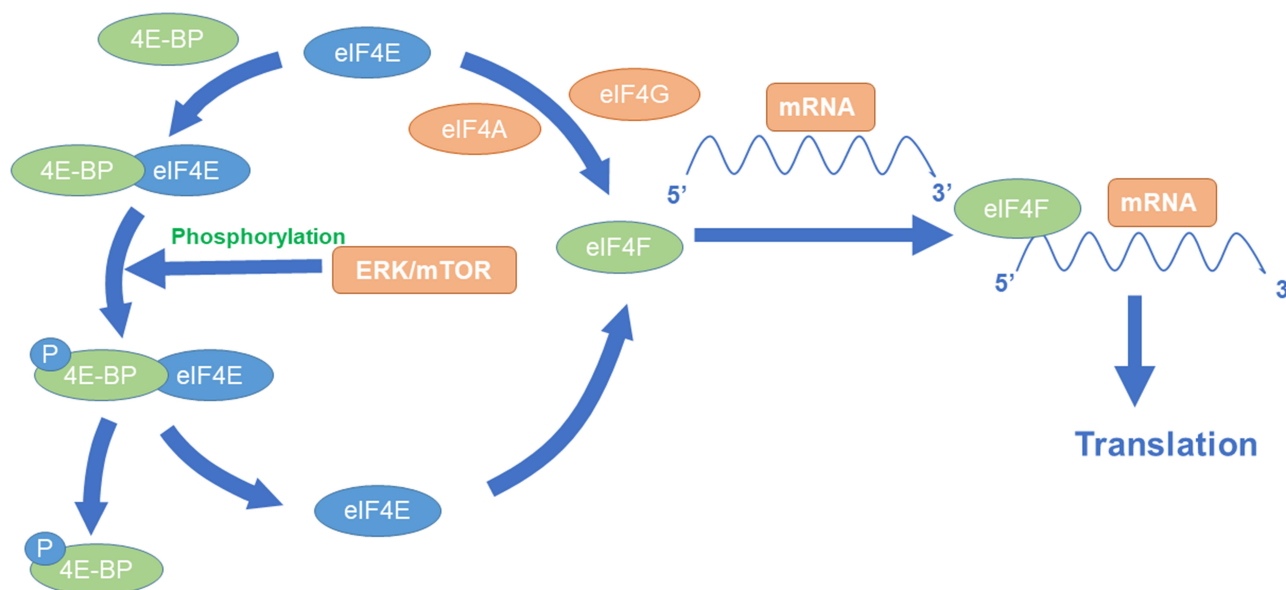 4E-BP
eIF4E
eIF4G
mRNA
eIF4A
4E-BP
eIF4E
5’
3’
eIF4F
mRNA
Phosphorylation
ERK/mTOR
eIF4F
5’
3’
P
4E-BP
eIF4E
Translation
eIF4E
P
4E-BP